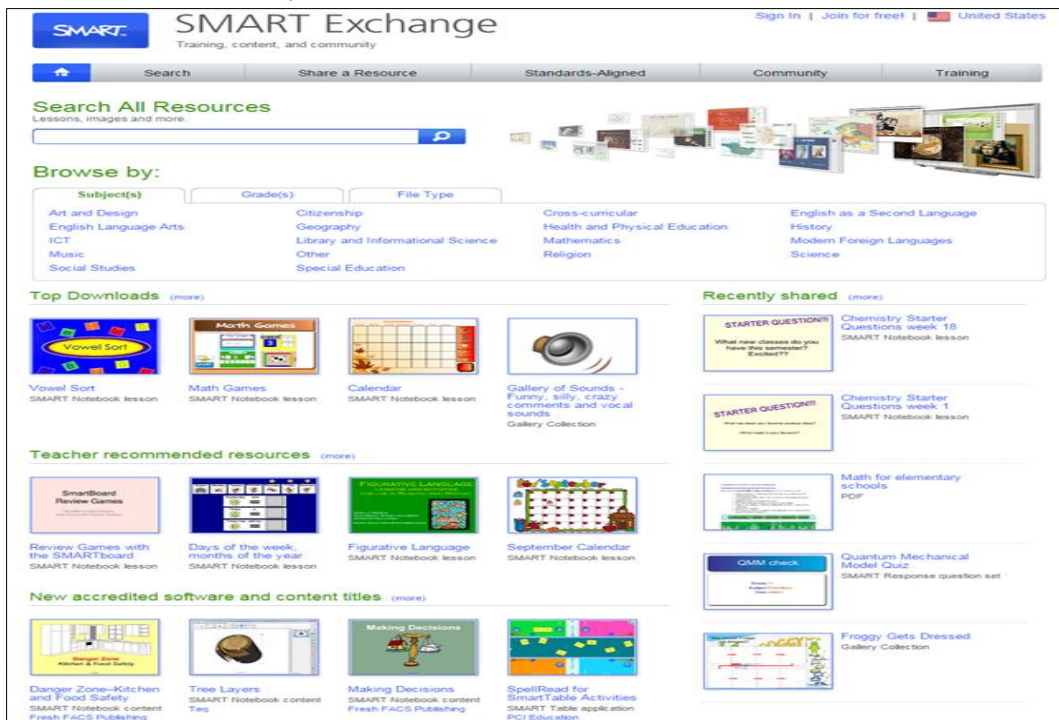 SMART
SMART Exchange
Training, content, and community
Sign In | Join for free! | United States
Search Share a Resource Standards-Aligned Community Training
Search All Resources
Lessons, images and more.
Browse by:
Subject(s) Grade(s) File Type
Art and Design Citizenship Cross-curricular English as a Second Language
English Language Arts Geography Health and Physical Education History
ICT Library and Informational Science Mathematics Modern Foreign Languages
Music Other Religion Science
Social Studies Special Education
Top Downloads (more)
Vowel Sort
Math Games
Vowel Sort
SMART Notebook lesson
Math Games
SMART Notebook lesson
Calendar
SMART Notebook lesson
Gallery of Sounds -
Funny, silly, crazy
comments and vocal
sounds
Gallery Collection
Teacher recommended resources (more)
SmartBoard
Review Games
FIGURATIVE LANGUAGE
Review Games with
the SMARTboard
SMART Notebook lesson
Days of the week,
months of the year
SMART Notebook lesson
Figurative Language
SMART Notebook lesson
September Calendar
SMART Notebook lesson
New accredited software and content titles (more)
Danger Zone
Kitchen & Food Safety
Making Decisions
Danger Zone–Kitchen
and Food Safety
SMART Notebook content
Fresh FACS Publishing
Tree Layers
SMART Notebook content
Teq
Making Decisions
SMART Notebook content
Fresh FACS Publishing
SpellRead for
SmartTable Activities
SMART Table application
PCI Education
Recently shared (more)
STARTER QUESTION!!!
What new classes do you
have this semester?
Excited??
Chemistry Starter
Questions week 18
SMART Notebook lesson
STARTER QUESTION!!!
Chemistry Starter
Questions week 1
SMART Notebook lesson
Math for elementary
schools
PDF
QMM check
Quantum Mechanical
Model Quiz
SMART Response question set
Froggy Gets Dressed
Gallery Collection